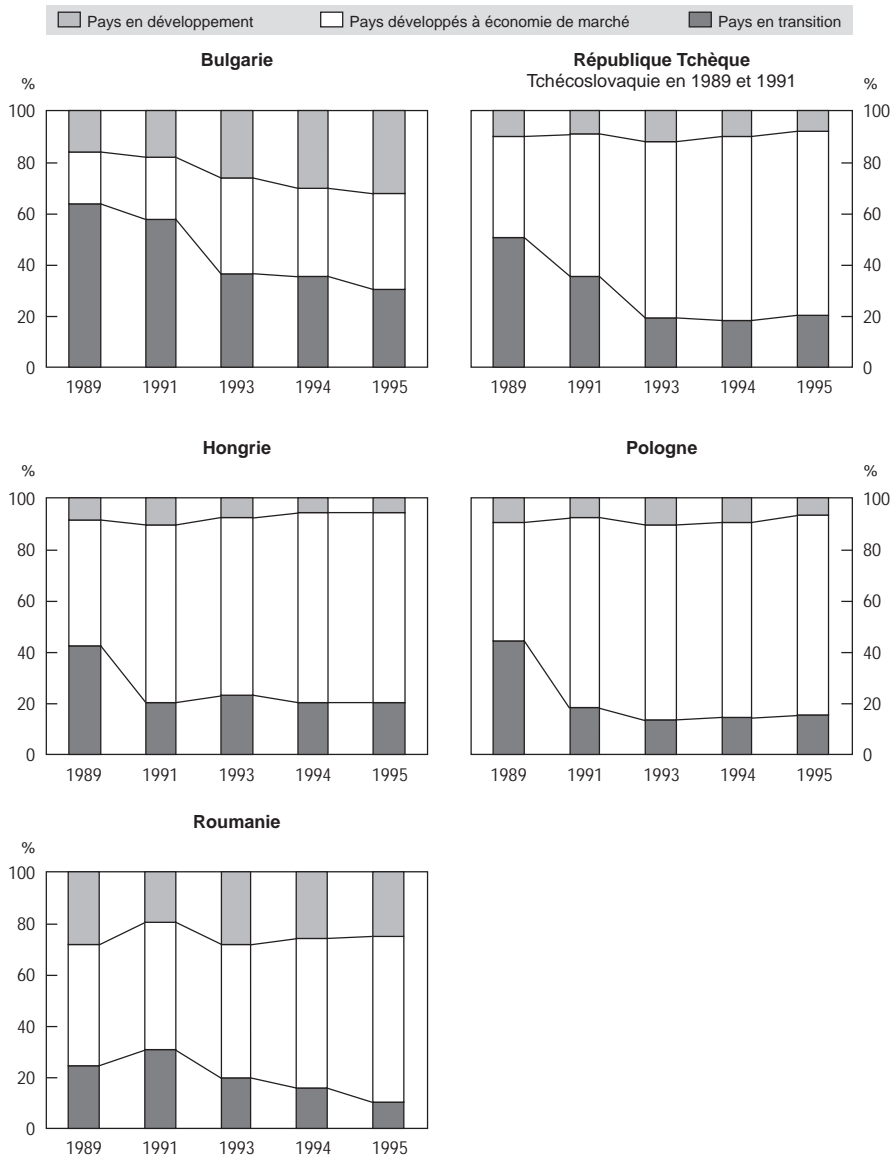 Pays en développement Pays développés à économie de marché Pays en transition
Bulgarie
%
100
80
60
40
20
0
1989 1991 1993 1994 1995
République Tchèque
Tchécoslovaquie en 1989 et 1991
%
100
80
60
40
20
0
1989 1991 1993 1994 1995
Hongrie
%
100
80
60
40
20
0
1989 1991 1993 1994 1995
Pologne
%
100
80
60
40
20
0
1989 1991 1993 1994 1995
Roumanie
%
100
80
60
40
20
0
1989 1991 1993 1994 1995